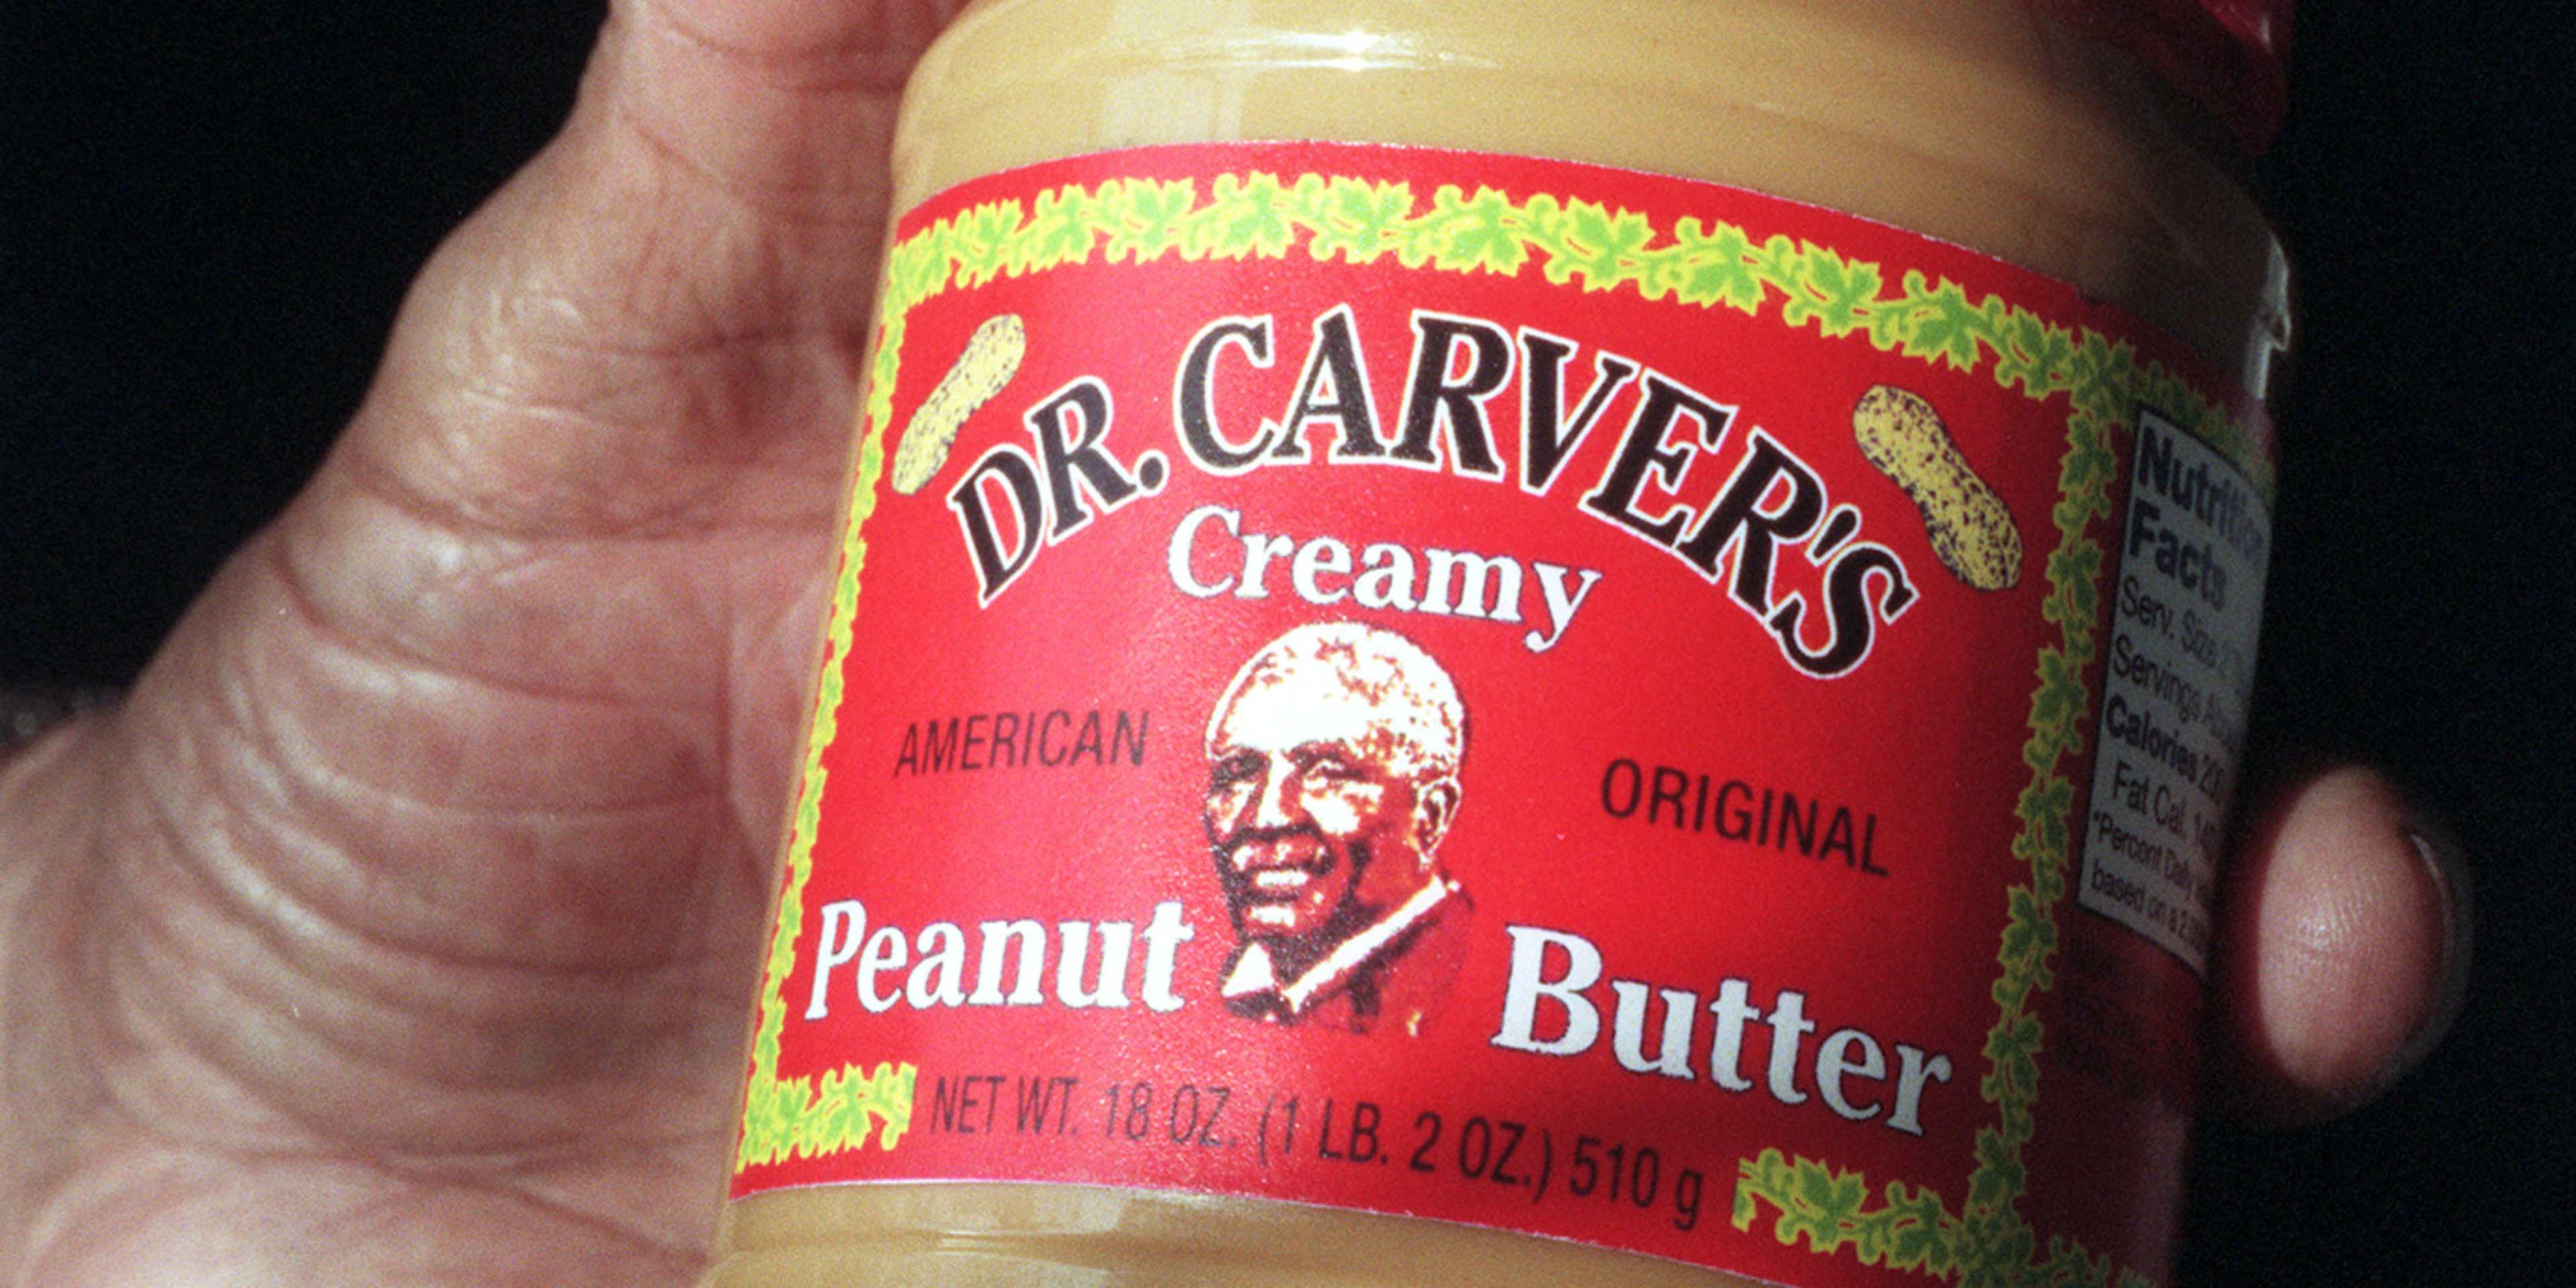 DR. CARVER'S
Creamy
AMERICAN ORIGINAL
Peanut Butter
NET WT. 18 OZ. (1 LB. 2 OZ.) 510 g
Nutrition
Facts
Serv. Size
Servings
Calories
Fat Cal.
*Percent Daily
based on a